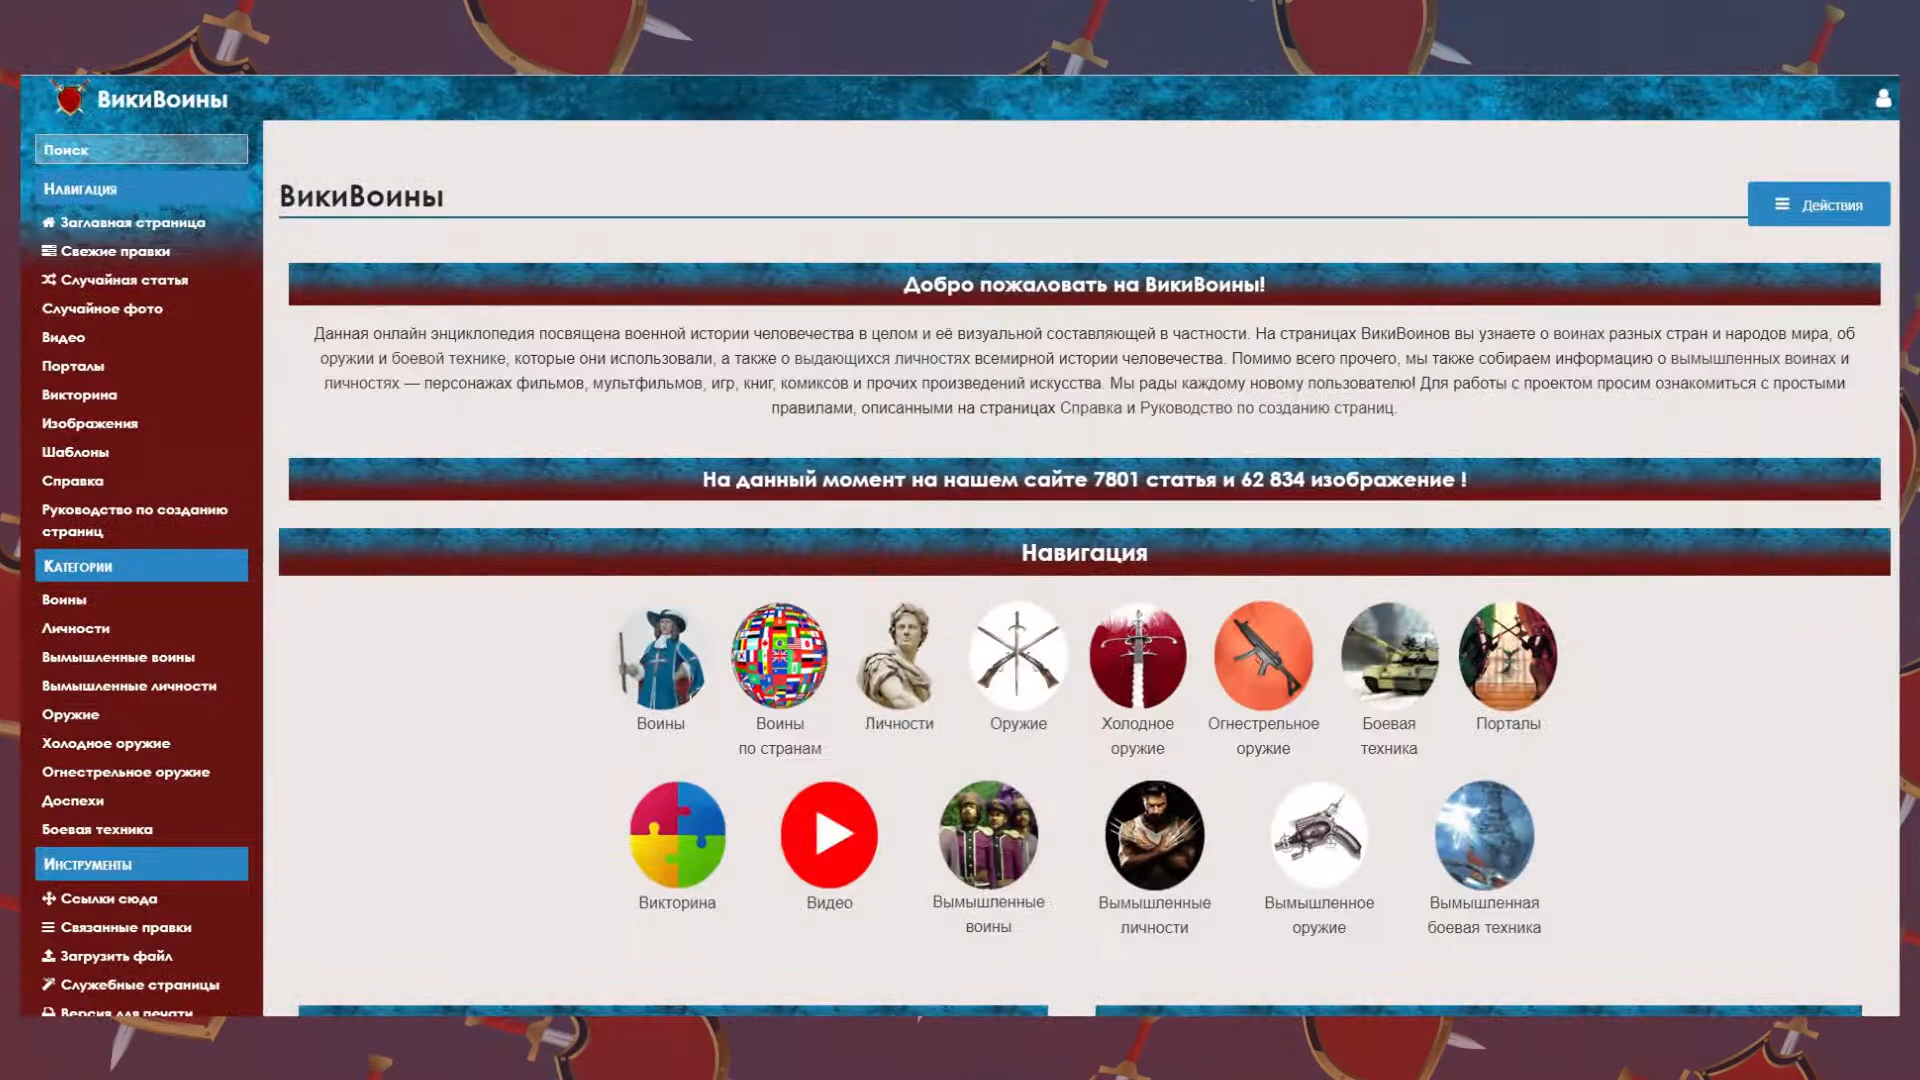 ВикиВоины
Поиск
Навигация
Заглавная страница
Свежие правки
Случайная статья
Случайное фото
Видео
Порталы
Викторина
Изображения
Шаблоны
Справка
Руководство по созданию
страниц
Категории
Воины
Личности
Вымышленные воины
Вымышленные личности
Оружие
Холодное оружие
Огнестрельное оружие
Доспехи
Боевая техника
Инструменты
Ссылки сюда
Связанные правки
Загрузить файл
Служебные страницы
Версия для печати
ВикиВоины
Действия
Добро пожаловать на ВикиВоины!
Данная онлайн энциклопедия посвящена военной истории человечества в целом и её визуальной составляющей в частности. На страницах ВикиВоинов вы узнаете о воинах разных стран и народов мира, об
оружии и боевой технике, которые они использовали, а также о выдающихся личностях всемирной истории человечества. Помимо всего прочего, мы также собираем информацию о вымышленных воинах и
личностях — персонажах фильмов, мультфильмов, игр, книг, комиксов и прочих произведений искусства. Мы рады каждому новому пользователю! Для работы с проектом просим ознакомиться с простыми
правилами, описанными на страницах Справка и Руководство по созданию страниц.
На данный момент на нашем сайте 7801 статья и 62 834 изображение !
Навигация
Воины
Воины
по странам
Личности
Оружие
Холодное
оружие
Огнестрельное
оружие
Боевая
техника
Порталы
Викторина
Видео
Вымышленные
воины
Вымышленные
личности
Вымышленное
оружие
Вымышленная
боевая техника